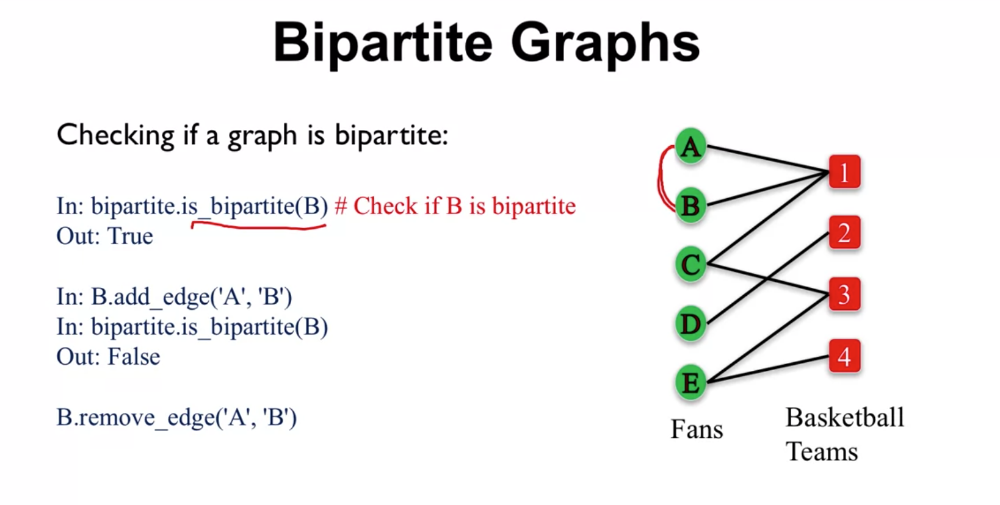 Bipartite Graphs
Checking if a graph is bipartite:
In: bipartite.is_bipartite(B) # Check if B is bipartite
Out: True
In: B.add_edge('A', 'B')
In: bipartite.is_bipartite(B)
Out: False
B.remove_edge('A', 'B')
A
1
B
2
C
3
D
4
E
Fans
Basketball
Teams